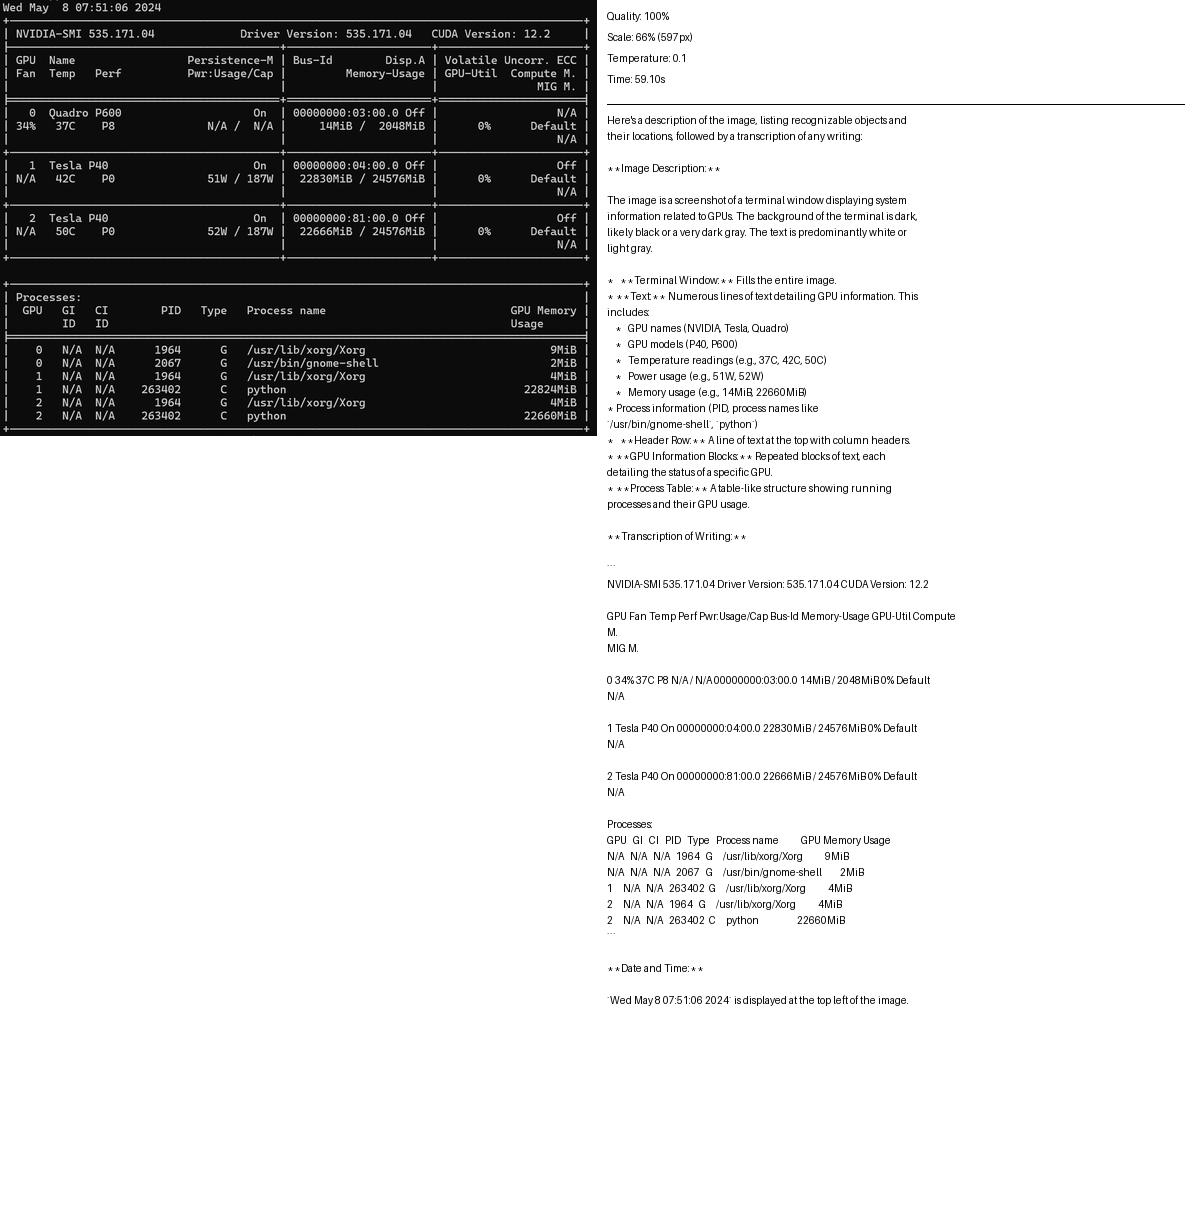 Wed May  8 07:51:06 2024
NVIDIA-SMI 535.171.04    Driver Version: 535.171.04    CUDA Version: 12.2
GPU  Name    Persistence-M | Bus-Id    Disp.A | Volatile Uncorr. ECC
Fan  Temp   Perf    Pwr:Usage/Cap |    Memory-Usage | GPU-Util  Compute M.
MIG M.
0  Quadro P600    On | 00000000:03:00.0 Off | N/A
34%   37C    P8    N/A /  N/A | 14MiB /  2048MiB | 0%    Default
N/A
1  Tesla P40    On | 00000000:04:00.0 Off | Off
N/A   42C    P0    51W / 187W | 22830MiB / 24576MiB | 0%    Default
N/A
2  Tesla P40    On | 00000000:81:00.0 Off | Off
N/A   50C    P0    52W / 187W | 22666MiB / 24576MiB | 0%    Default
N/A
Processes:
GPU   GI   CI    PID   Type   Process name    GPU Memory
ID   ID    Usage
0   N/A  N/A    1964    G   /usr/lib/xorg/Xorg    9MiB
0   N/A  N/A    2067    G   /usr/bin/gnome-shell    2MiB
1   N/A  N/A    1964    G   /usr/lib/xorg/Xorg    4MiB
1   N/A  N/A    263402    C   python    22824MiB
2   N/A  N/A    1964    G   /usr/lib/xorg/Xorg    4MiB
2   N/A  N/A    263402    C   python    22660MiB
Quality: 100%
Scale: 66% (597px)
Temperature: 0.1
Time: 59.10s
Here's a description of the image, listing recognizable objects and
their locations, followed by a transcription of any writing:
**Image Description:**
The image is a screenshot of a terminal window displaying system
information related to GPUs. The background of the terminal is dark,
likely black or a very dark gray. The text is predominantly white or
light gray.
*   **Terminal Window:** Fills the entire image.
*   **Text:** Numerous lines of text detailing GPU information. This
includes:
*   GPU names (NVIDIA, Tesla, Quadro)
*   GPU models (P40, P600)
*   Temperature readings (e.g., 37C, 42C, 50C)
*   Power usage (e.g., 51W, 52W)
*   Memory usage (e.g., 14MiB, 22660MiB)
* Process information (PID, process names like
`/usr/bin/gnome-shell`, `python`)
*   **Header Row:** A line of text at the top with column headers.
*   **GPU Information Blocks:** Repeated blocks of text, each
detailing the status of a specific GPU.
*   **Process Table:** A table-like structure showing running
processes and their GPU usage.
**Transcription of Writing:**
```
NVIDIA-SMI 535.171.04 Driver Version: 535.171.04 CUDA Version: 12.2
GPU Fan Temp Perf Pwr:Usage/Cap Bus-Id Memory-Usage GPU-Util Compute
M.
MIG M.
0 34% 37C P8 N/A / N/A 00000000:03:00.0 14MiB / 2048MiB 0% Default
N/A
1 Tesla P40 On 00000000:04:00.0 22830MiB / 24576MiB 0% Default
N/A
2 Tesla P40 On 00000000:81:00.0 22666MiB / 24576MiB 0% Default
N/A
Processes:
GPU  GI  CI  PID  Type  Process name    GPU Memory Usage
N/A  N/A  N/A  1964  G   /usr/lib/xorg/Xorg    9MiB
N/A  N/A  N/A  2067  G   /usr/bin/gnome-shell    2MiB
1   N/A  N/A  263402  G   /usr/lib/xorg/Xorg    4MiB
2   N/A  N/A  1964  G   /usr/lib/xorg/Xorg    4MiB
2   N/A  N/A  263402  C   python    22660MiB
```
**Date and Time:**
`Wed May 8 07:51:06 2024` is displayed at the top left of the image.